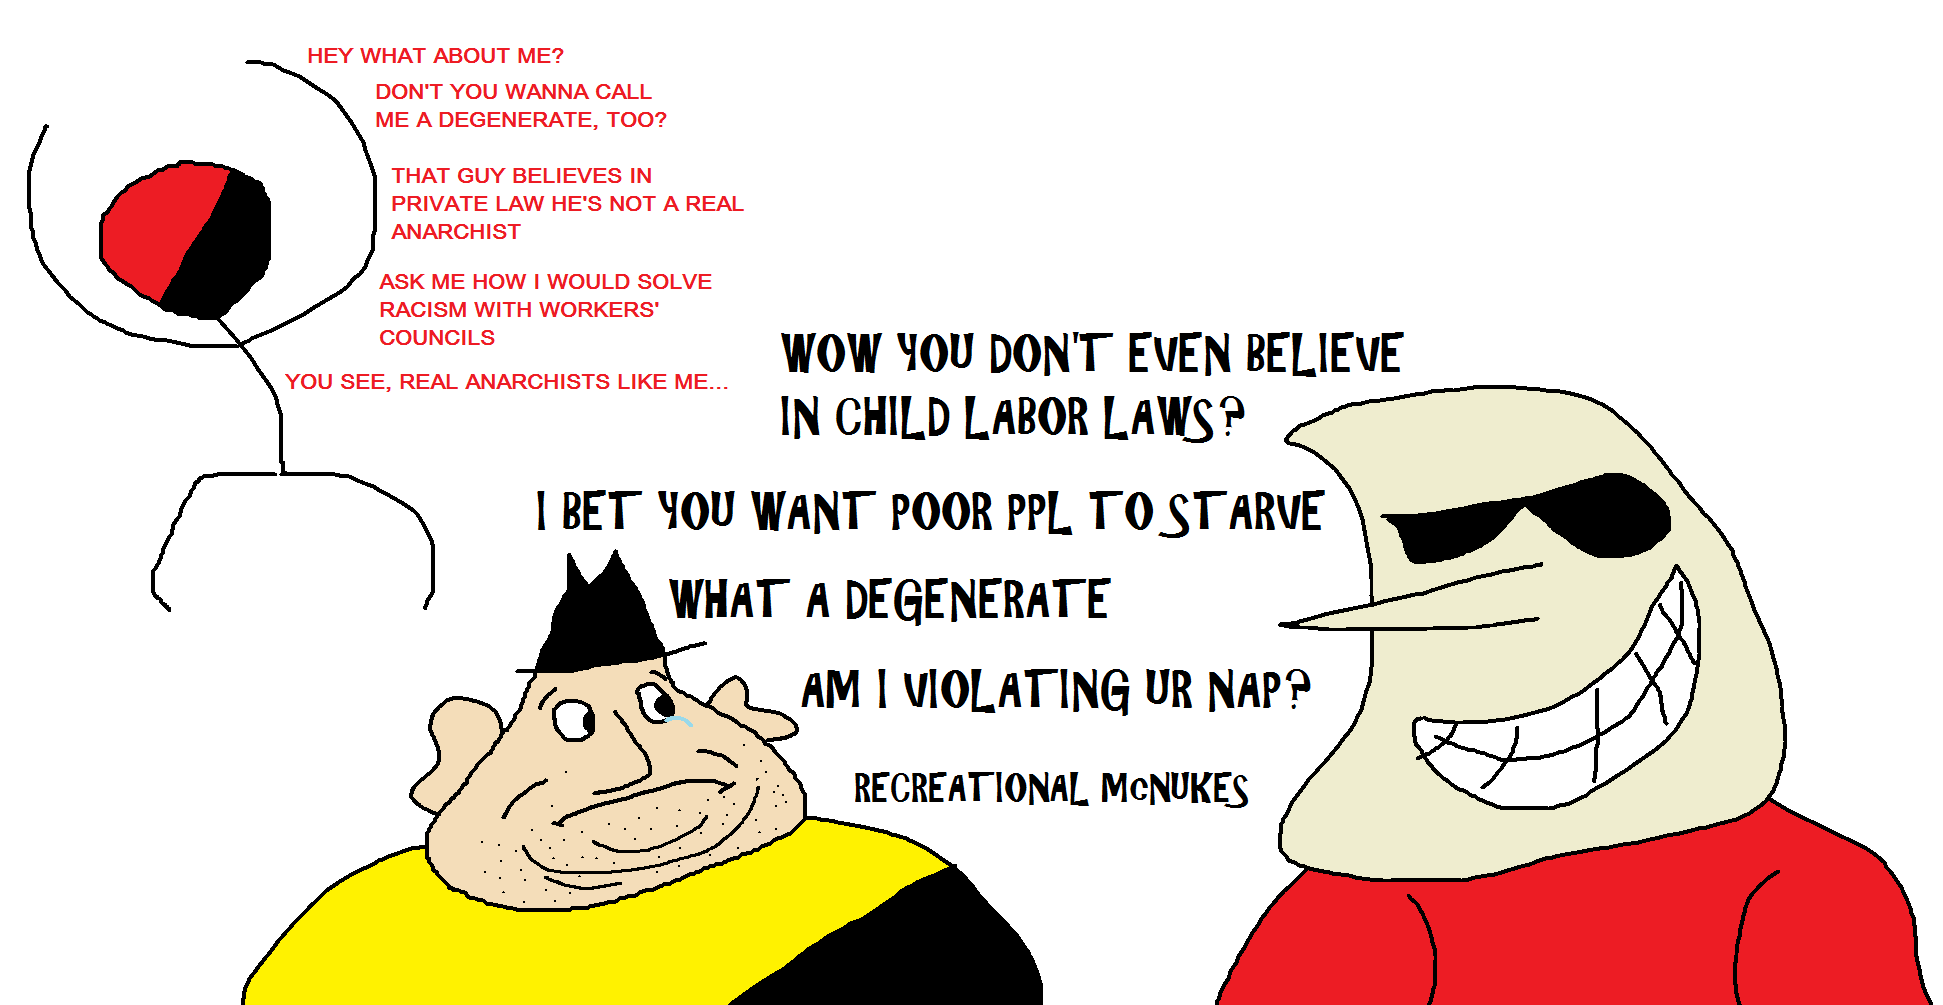 HEY WHAT ABOUT ME?
DON'T YOU WANNA CALL
ME A DEGENERATE, TOO?
THAT GUY BELIEVES IN
PRIVATE LAW HE'S NOT A REAL
ANARCHIST
ASK ME HOW I WOULD SOLVE
RACISM WITH WORKERS'
COUNCILS
YOU SEE, REAL ANARCHISTS LIKE ME...
WOW YOU DON'T EVEN BELIEVE
IN CHILD LABOR LAWS?
I BET YOU WANT POOR PPL TO STARVE
WHAT A DEGENERATE
AM I VIOLATING UR NAP?
RECREATIONAL McNUKES